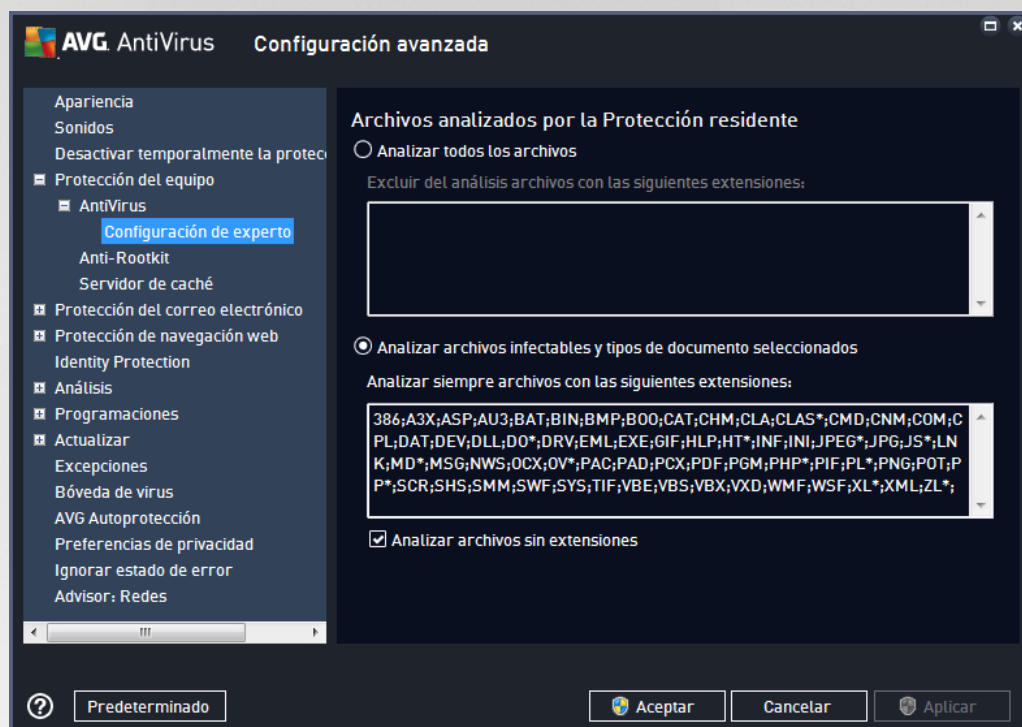 AVG AntiVirus Configuración avanzada
Apariencia
Sonidos
Desactivar temporalmente la protec
Protección del equipo
AntiVirus
Configuración de experto
Anti-Rootkit
Servidor de caché
Protección del correo electrónico
Protección de navegación web
Identity Protection
Análisis
Programaciones
Actualizar
Excepciones
Bóveda de virus
AVG Autoprotección
Preferencias de privacidad
Ignorar estado de error
Advisor: Redes
Archivos analizados por la Protección residente
Analizar todos los archivos
Excluir del análisis archivos con las siguientes extensiones:
Analizar archivos infectables y tipos de documento seleccionados
Analizar siempre archivos con las siguientes extensiones:
386;A3X;ASP;AU3;BAT;BIN;BMP;BOO;CAT;CHM;CLA;CLAS*;CMD;CNM;COM;C
PL;DAT;DEV;DLL;DO*;DRV;EML;EXE;GIF;HLP;HT*;INF;INI;JPEG*;JPG;JS*;LN
K;MD*;MSG;NWS;OCX;OV*;PAC;PAD;PCX;PDF;PGM;PHP*;PIF;PL*;PNG;POT;P
P*;SCR;SHS;SMM;SWF;SYS;TIF;VBE;VBS;VBX;VXD;WMF;WSF;XL*;XML;ZL*;
Analizar archivos sin extensiones
Predeterminado
Aceptar
Cancelar
Aplicar